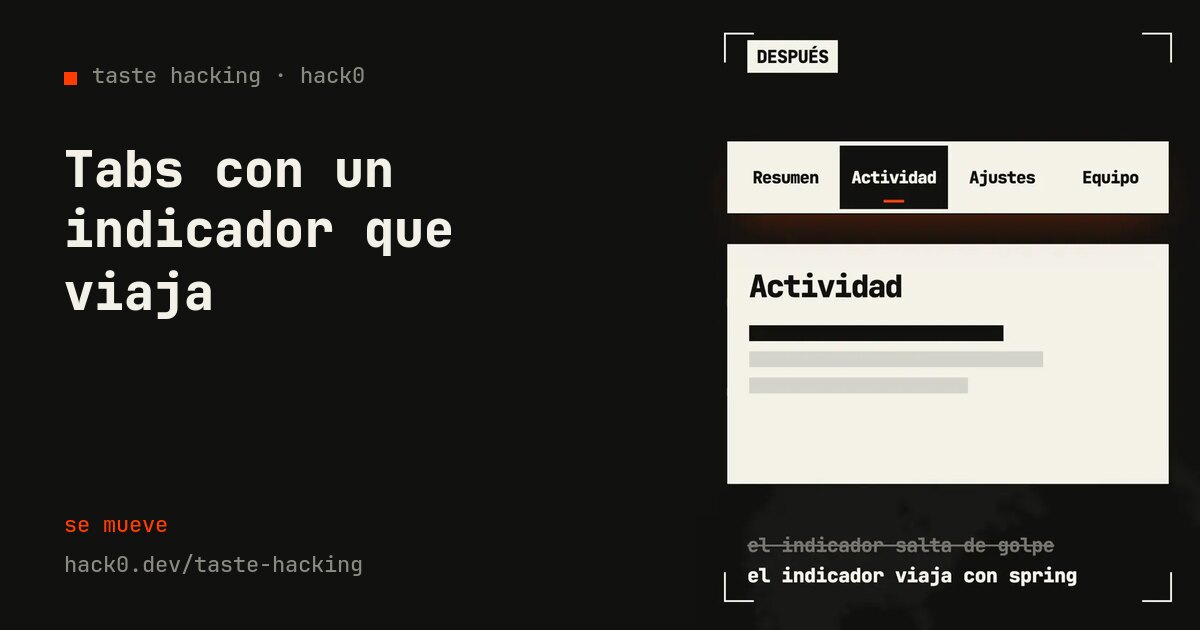 taste hacking · hack0
Tabs con un
indicador que
viaja
se mueve
hack0.dev/taste-hacking
DESPUÉS
Resumen Actividad Ajustes Equipo
Actividad
el indicador salta de golpe
el indicador viaja con spring